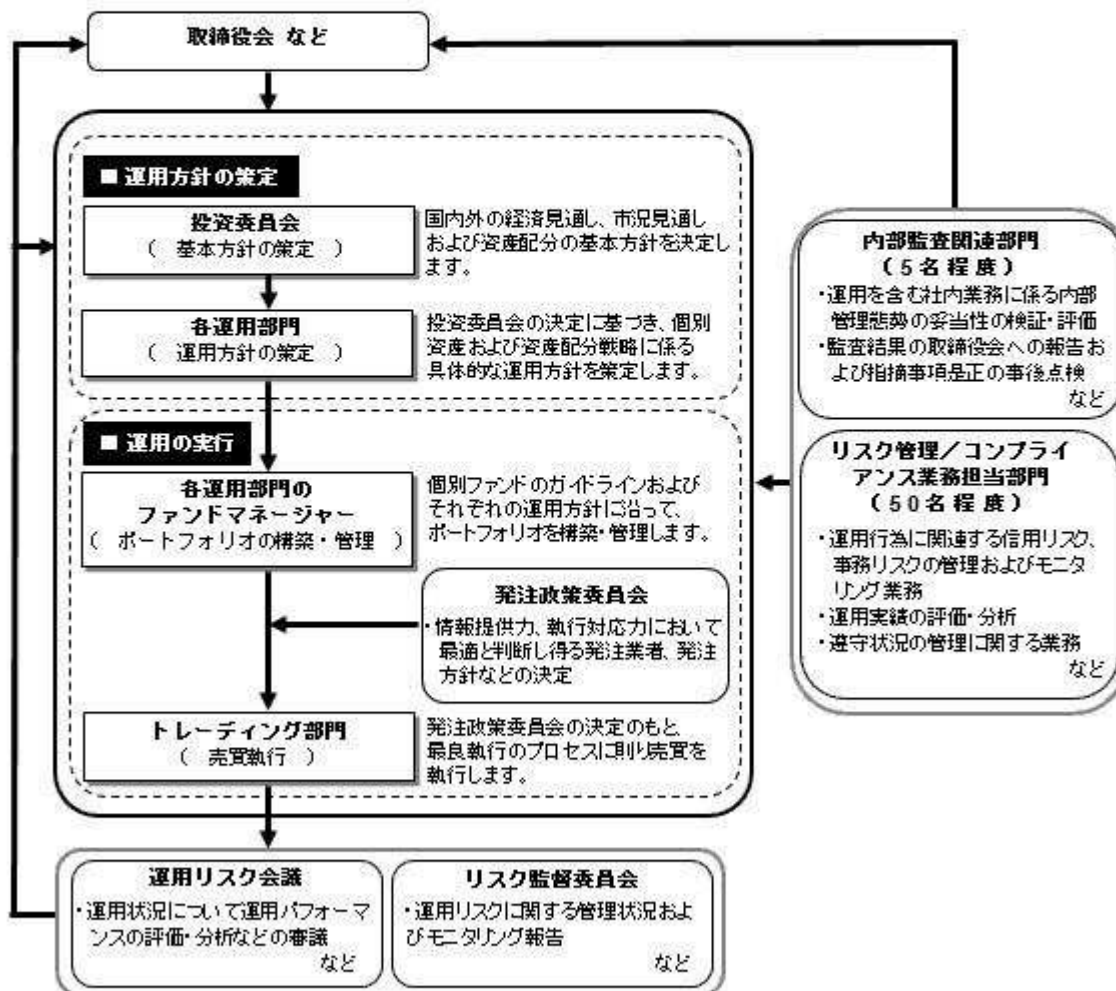 取締役会 など
■ 運用方針の策定
投資委員会
( 基本方針の策定 )
国内外の経済見通し、市況見通し
および資産配分の基本方針を決定し
ます。
各運用部門
( 運用方針の策定 )
投資委員会の決定に基づき、個別
資産および資産配分戦略に係る
具体的な運用方針を策定します。
■ 運用の実行
各運用部門の
ファンドマネージャー
( ポートフォリオの構築・管理 )
個別ファンドのガイドラインおよび
それぞれの運用方針に沿って、
ポートフォリオを構築・管理します。
発注政策委員会
・情報提供力、執行対応力において
最適と判断し得る発注業者、発注
方針などの決定
トレーディング部門
( 売買執行 )
発注政策委員会の決定のもと、
最良執行のプロセスに則り売買を
執行します。
内部監査関連部門
(5名程度)
・運用を含む社内業務に係る内部
管理態勢の妥当性の検証・評価
・監査結果の取締役会への報告お
よび指摘事項是正の事後点検
など
リスク管理/コンプライ
アンス業務担当部門
(50名程度)
・運用行為に関連する信用リスク、
事務リスクの管理およびモニタ
リング業務
・運用実績の評価・分析
・遵守状況の管理に関する業務
など
運用リスク会議
・運用状況について運用パフォーマ
ンスの評価・分析などの審議
など
リスク監督委員会
・運用リスクに関する管理状況およ
びモニタリング報告
など